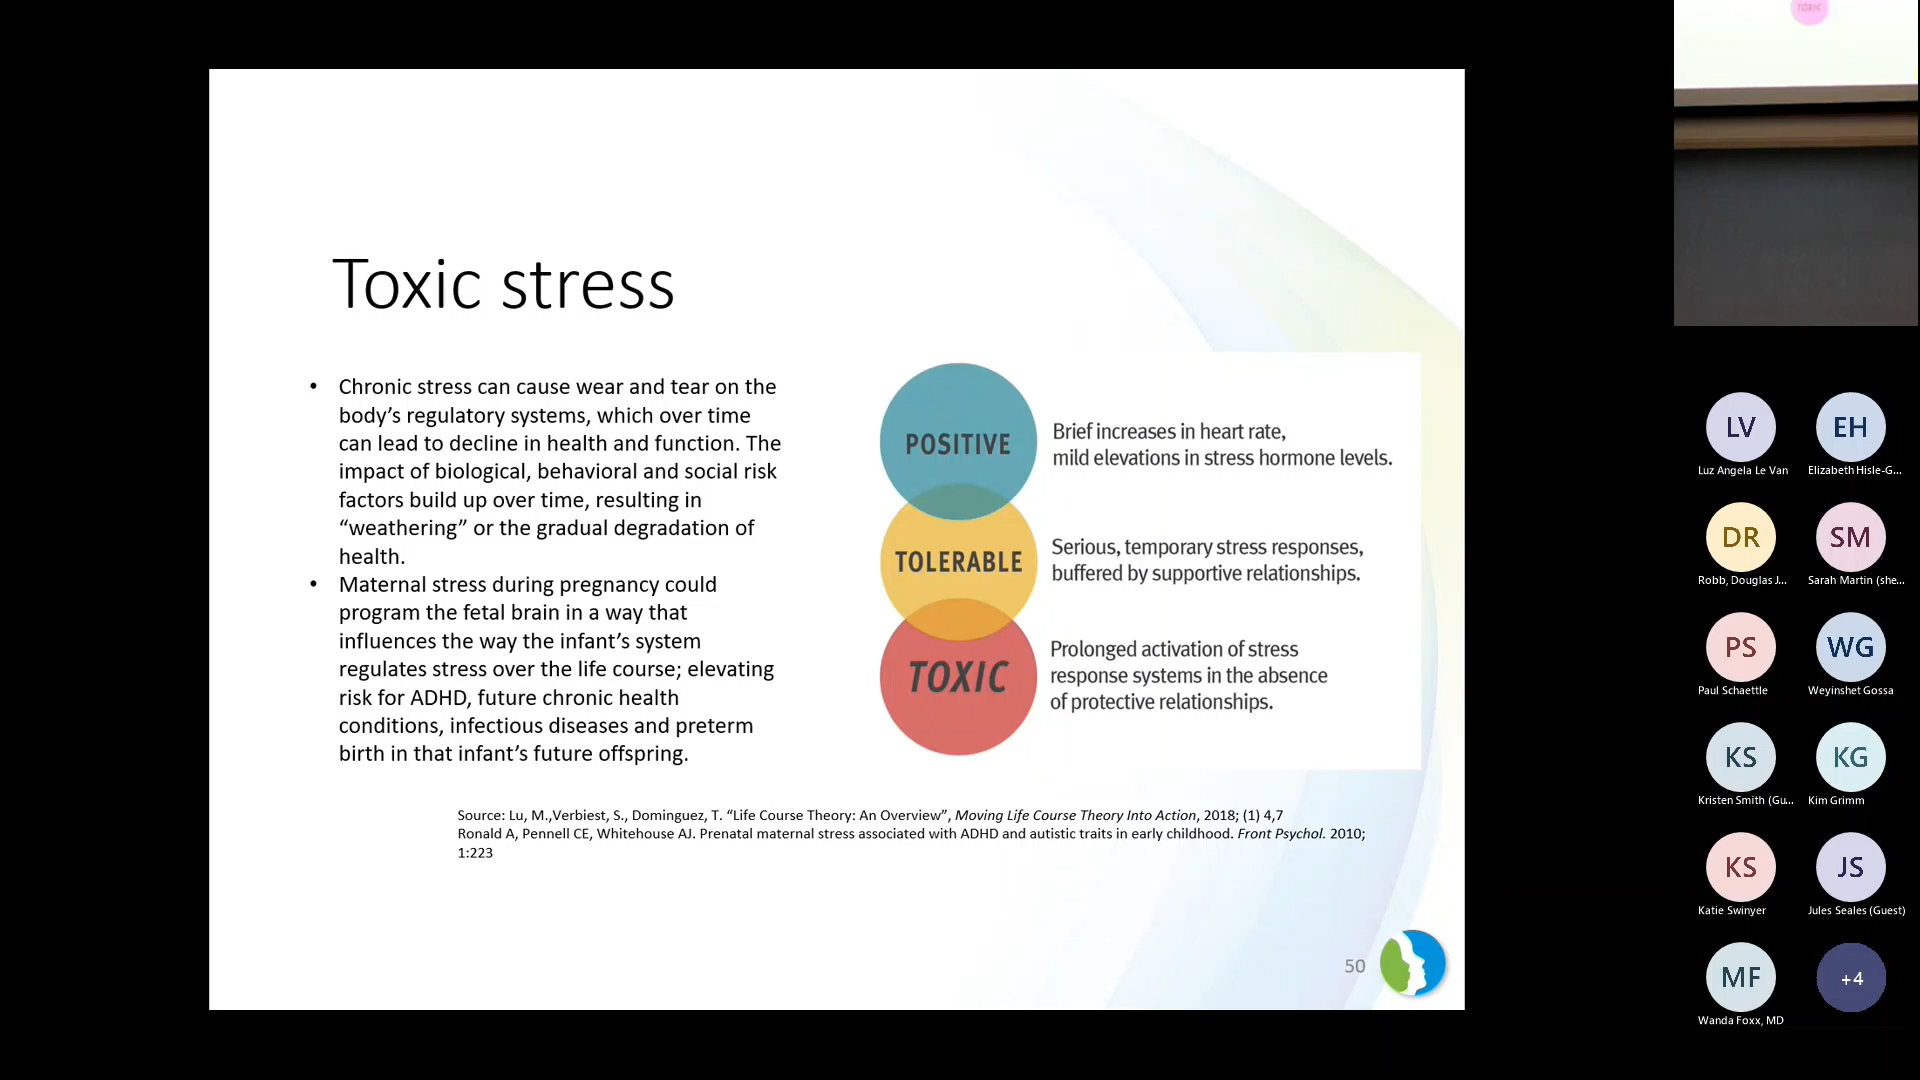 Toxic stress
• Chronic stress can cause wear and tear on the
body’s regulatory systems, which over time
can lead to decline in health and function. The
impact of biological, behavioral and social risk
factors build up over time, resulting in
“weathering” or the gradual degradation of
health.
• Maternal stress during pregnancy could
program the fetal brain in a way that
influences the way the infant’s system
regulates stress over the life course; elevating
risk for ADHD, future chronic health
conditions, infectious diseases and preterm
birth in that infant’s future offspring.
POSITIVE
Brief increases in heart rate,
mild elevations in stress hormone levels.
TOLERABLE
Serious, temporary stress responses,
buffered by supportive relationships.
TOXIC
Prolonged activation of stress
response systems in the absence
of protective relationships.
Source: Lu, M.,Verbiest, S., Dominguez, T. “Life Course Theory: An Overview”, Moving Life Course Theory Into Action, 2018; (1) 4,7
Ronald A, Pennell CE, Whitehouse AJ. Prenatal maternal stress associated with ADHD and autistic traits in early childhood. Front Psychol. 2010;
1:223
50
TOXIC
LV
EH
Luz Angela Le Van
Elizabeth Hisle-G...
DR
SM
Robb, Douglas J...
Sarah Martin (she...
PS
WG
Paul Schaettle
Weyinshet Gossa
KS
KG
Kristen Smith (Gu...
Kim Grimm
KS
JS
Katie Swinyer
Jules Seales (Guest)
MF
+4
Wanda Foxx, MD